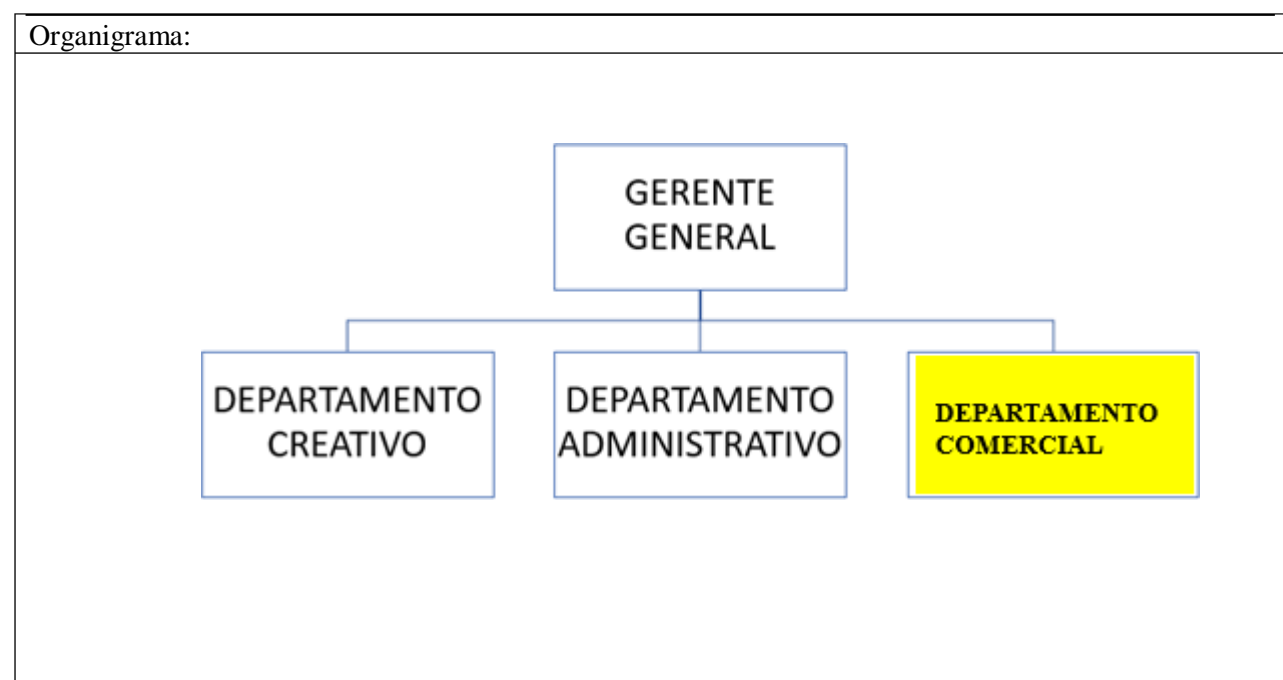 Organigrama:
GERENTE
GENERAL
DEPARTAMENTO
CREATIVO
DEPARTAMENTO
ADMINISTRATIVO
DEPARTAMENTO
COMERCIAL